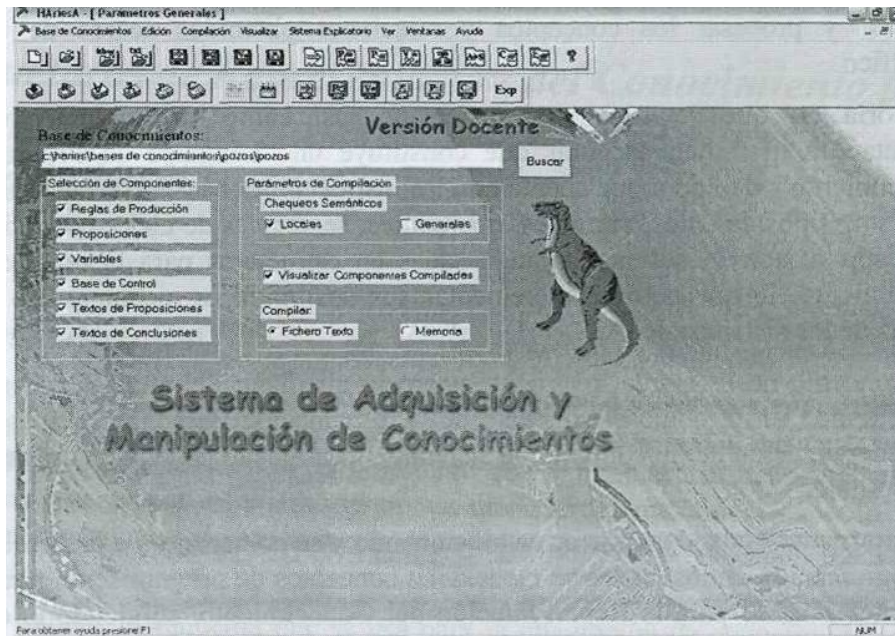 HAriesA - [ Parametros Generales ]
Base de Conocimientos Edición Compilación Visualizar Sistema Explicatorio Ver Ventanas Ayuda
Exp
Versión Docente
Base de Conocimientos:
c:\haries\bases de conocimiento\pozos\pozos
Buscar
Selección de Componentes:
Reglas de Producción
Proposiciones
Variables
Base de Control
Textos de Proposiciones
Textos de Conclusiones
Parámetros de Compilación
Chequeos Semánticos
Locales
Generales
Visualizar Componentes Compilados
Compilar:
Fichero Texto
Memoria
Sistema de Adquisición y
Manipulación de Conocimientos
Para obtener ayuda presione F1
NUM